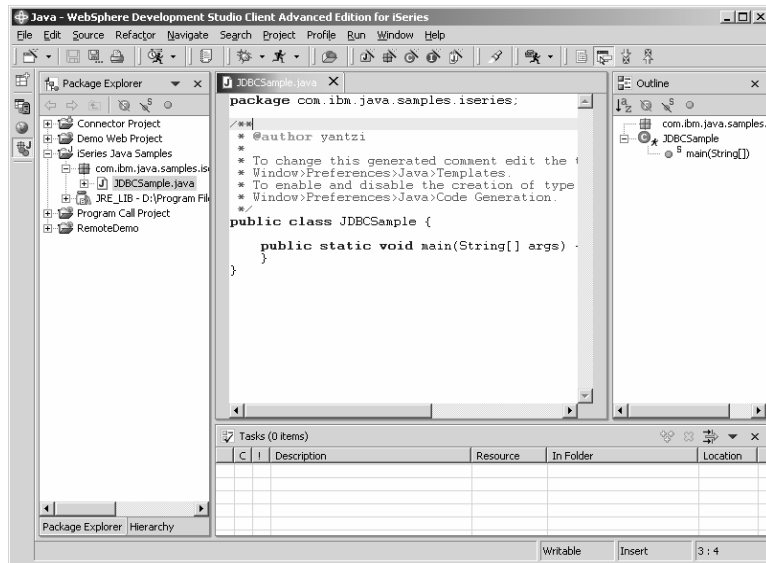 Java - WebSphere Development Studio Client Advanced Edition for iSeries
File Edit Source Refactor Navigate Search Project Profile Run Window Help
Package Explorer
Connector Project
Demo Web Project
iSeries Java Samples
com.ibm.java.samples.ise
JDBCSample.java
JRE_LIB - D:\Program File
Program Call Project
RemoteDemo
Package Explorer Hierarchy
JDBCSample.java
package com.ibm.java.samples.iseries;
/**
* @author yantzi
*
* To change this generated comment edit the t
* Window>Preferences>Java>Templates.
* To enable and disable the creation of type
* Window>Preferences>Java>Code Generation.
*/
public class JDBCSample {
public static void main(String[] args) {
}
}
Outline
com.ibm.java.samples.
JDBCSample
main(String[])
Tasks (0 items)
C ! Description Resource In Folder Location
Writable Insert 3 : 4